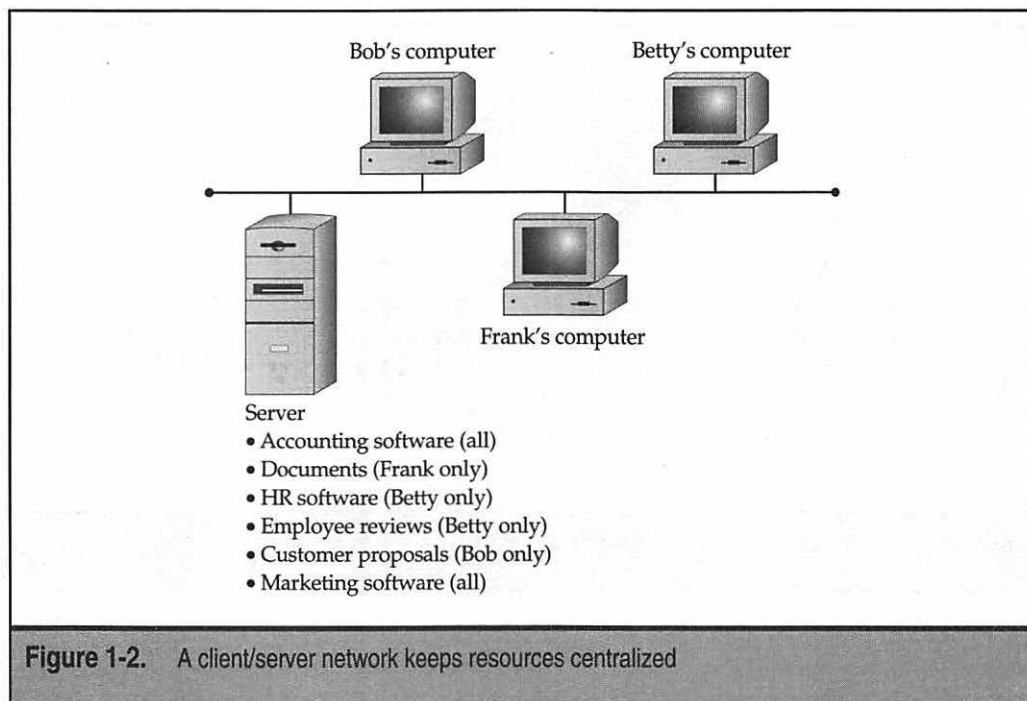 Bob's computer
Betty's computer
Frank's computer
Server
• Accounting software (all)
• Documents (Frank only)
• HR software (Betty only)
• Employee reviews (Betty only)
• Customer proposals (Bob only)
• Marketing software (all)
Figure 1-2. A client/server network keeps resources centralized